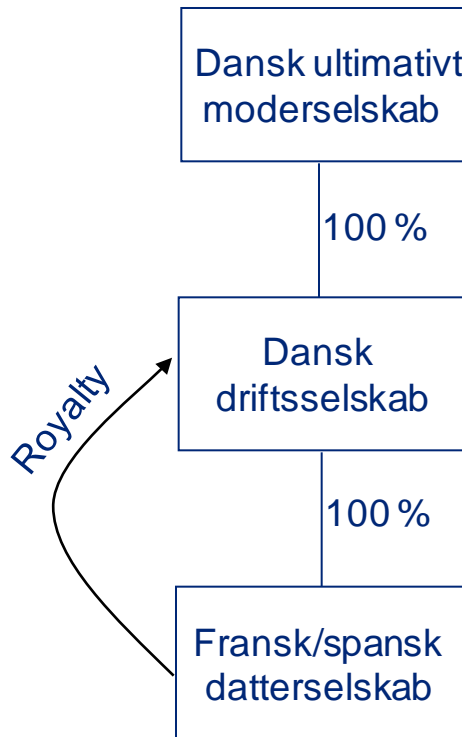 Dansk ultimativt
moderselskab
100 %
Dansk
driftsselskab
Royalty
100 %
Fransk/spansk
datterselskab